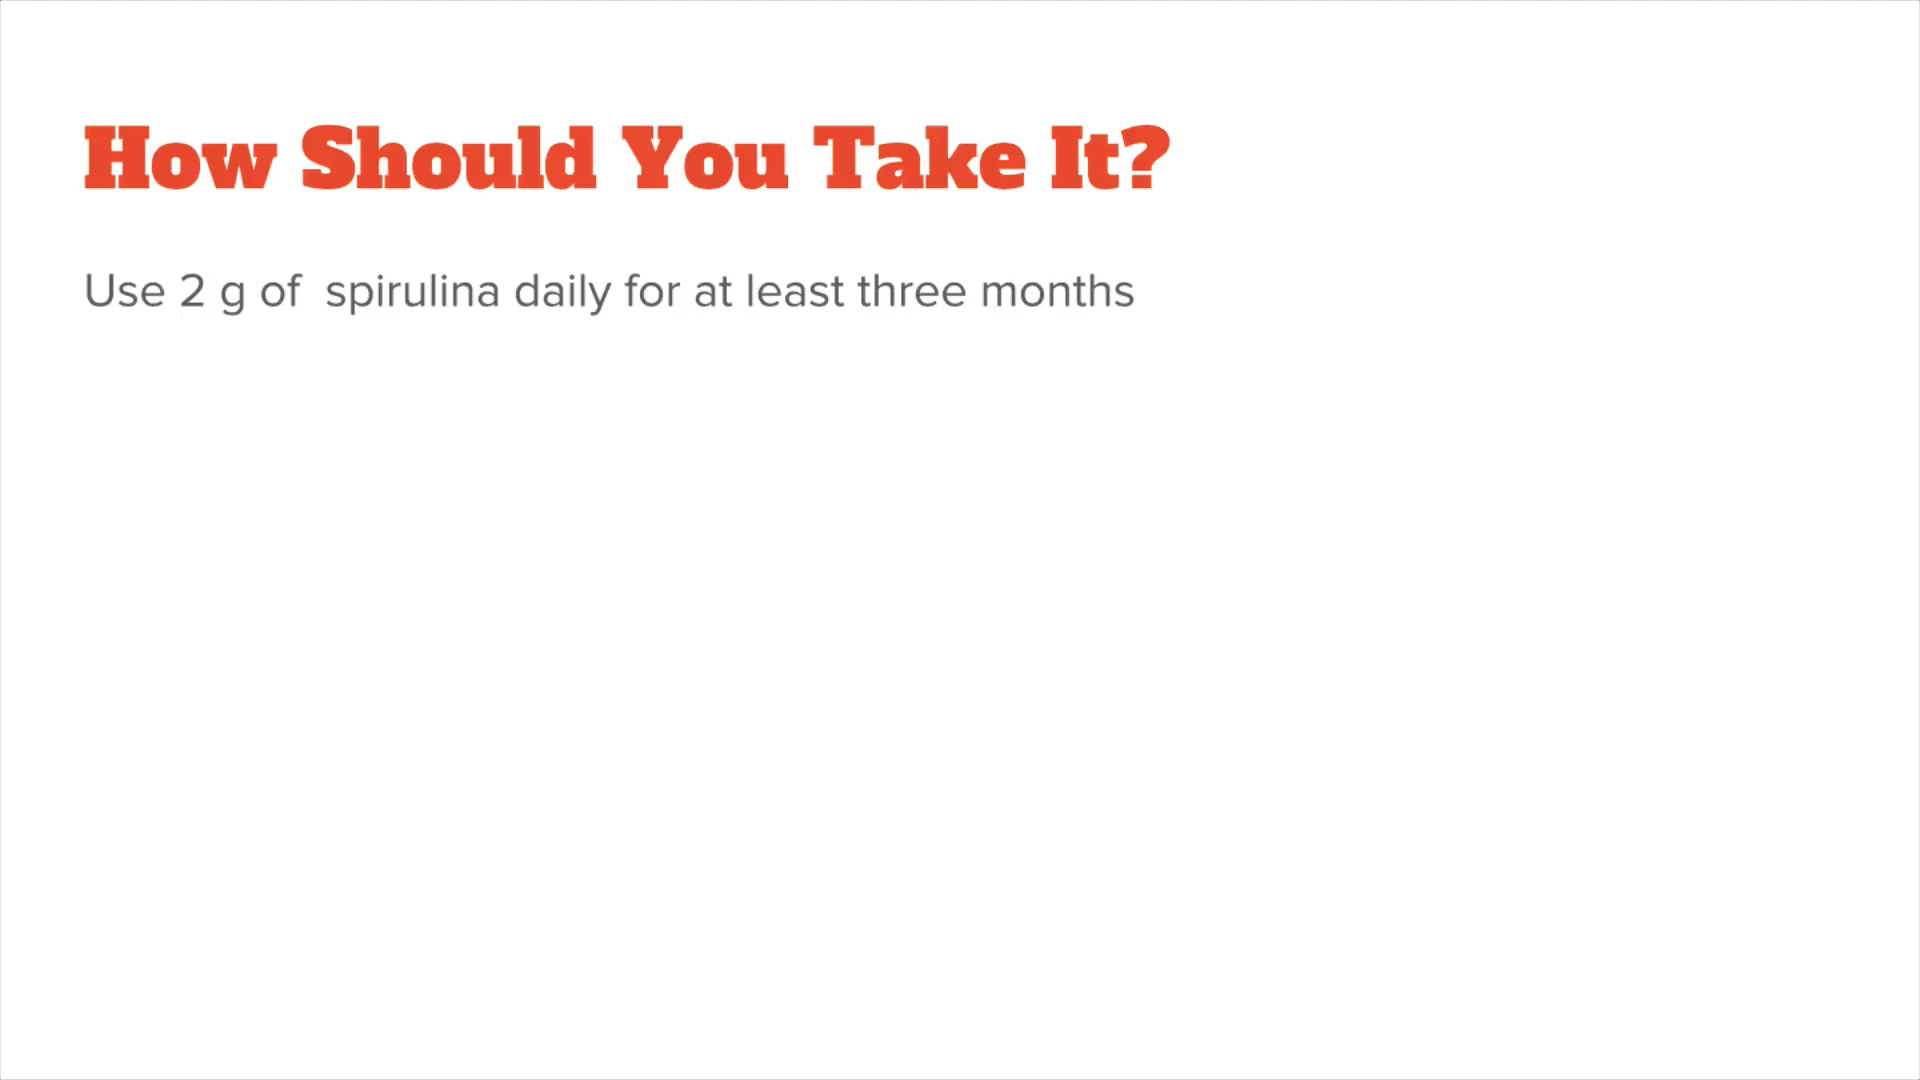 How Should You Take It?
Use 2 g of  spirulina daily for at least three months